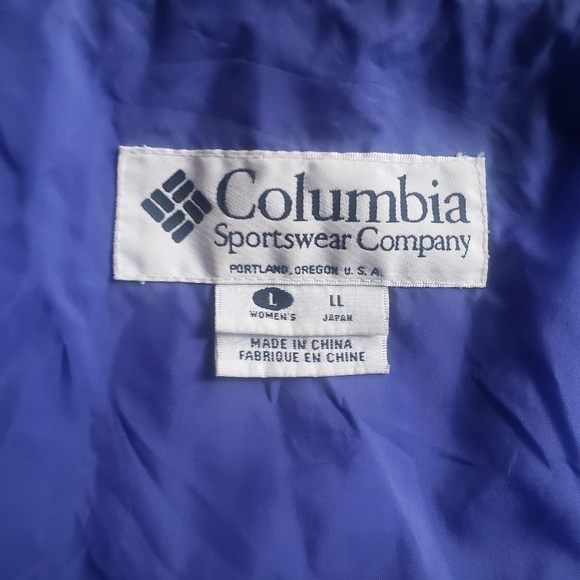 Columbia
Sportswear Company
PORTLAND, OREGON U. S. A.
L LL
WOMEN'S JAPAN
MADE IN CHINA
FABRIQUE EN CHINE